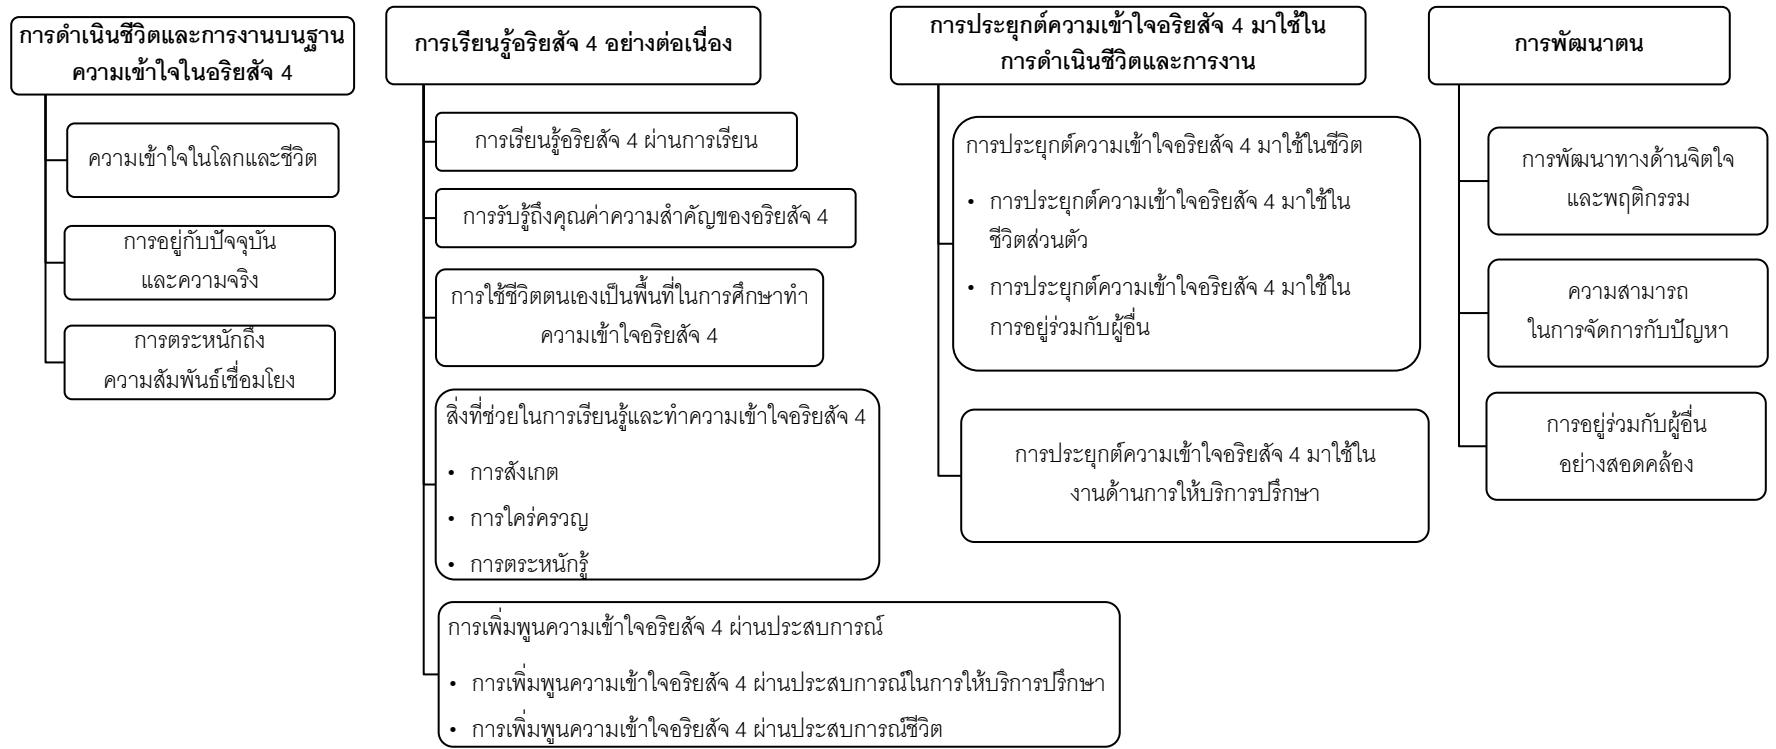 การดำเนินชีวิตและการงานบนฐาน
ความเข้าใจในอริยสัจ 4
ความเข้าใจในโลกและชีวิต
การอยู่กับปัจจุบัน
และความจริง
การตระหนักถึง
ความสัมพันธ์เชื่อมโยง
การเรียนรู้อริยสัจ 4 อย่างต่อเนื่อง
การเรียนรู้อริยสัจ 4 ผ่านการเรียน
การรับรู้ถึงคุณค่าความสำคัญของอริยสัจ 4
การใช้ชีวิตตนเองเป็นพื้นที่ในการศึกษาทำ
ความเข้าใจอริยสัจ 4
สิ่งที่ช่วยในการเรียนรู้และทำความเข้าใจอริยสัจ 4
• การสังเกต
• การใคร่ครวญ
• การตระหนักรู้
การเพิ่มพูนความเข้าใจอริยสัจ 4 ผ่านประสบการณ์
• การเพิ่มพูนความเข้าใจอริยสัจ 4 ผ่านประสบการณ์ในการให้บริการปรึกษา
• การเพิ่มพูนความเข้าใจอริยสัจ 4 ผ่านประสบการณ์ชีวิต
การประยุกต์ความเข้าใจอริยสัจ 4 มาใช้ใน
การดำเนินชีวิตและการงาน
การประยุกต์ความเข้าใจอริยสัจ 4 มาใช้ในชีวิต
• การประยุกต์ความเข้าใจอริยสัจ 4 มาใช้ใน
ชีวิตส่วนตัว
• การประยุกต์ความเข้าใจอริยสัจ 4 มาใช้ใน
การอยู่ร่วมกับผู้อื่น
การประยุกต์ความเข้าใจอริยสัจ 4 มาใช้ใน
งานด้านการให้บริการปรึกษา
การพัฒนาตน
การพัฒนาทางด้านจิตใจ
และพฤติกรรม
ความสามารถ
ในการจัดการกับปัญหา
การอยู่ร่วมกับผู้อื่น
อย่างสอดคล้อง